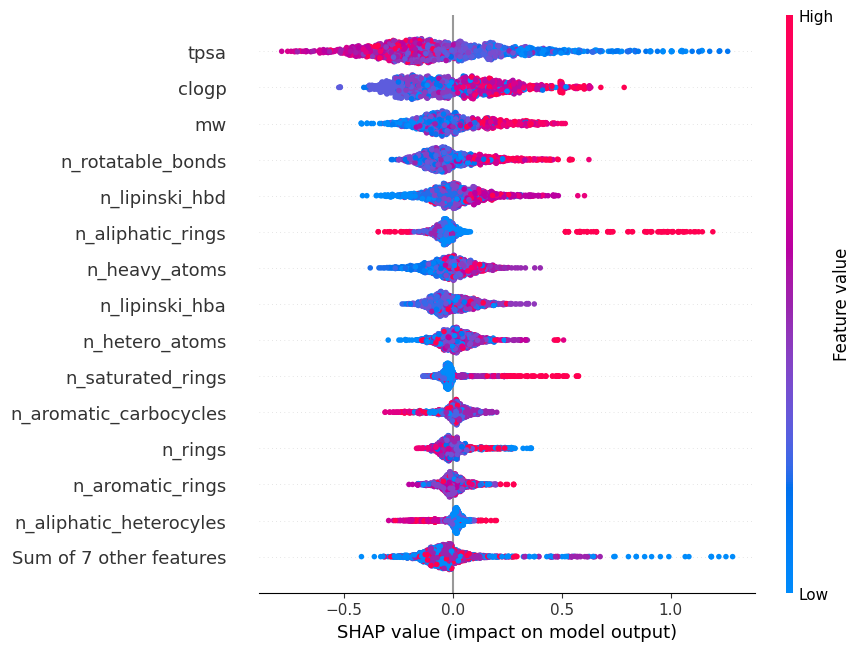 High
tpsa
clogp
mw
n_rotatable_bonds
n_lipinski_hbd
n_aliphatic_rings
n_heavy_atoms
n_lipinski_hba
n_hetero_atoms
n_saturated_rings
n_aromatic_carbocycles
n_rings
n_aromatic_rings
n_aliphatic_heterocyles
Sum of 7 other features
Feature value
Low
−0.5 0.0 0.5 1.0
SHAP value (impact on model output)